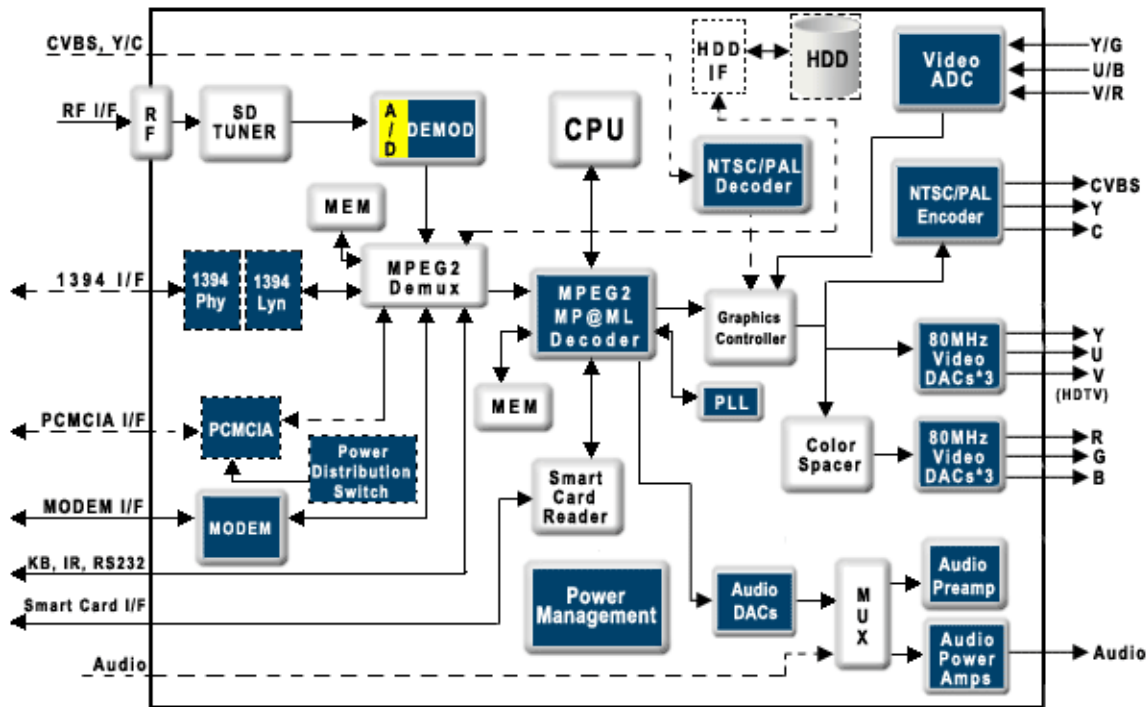 CVBS, Y/C
HDD
IF
HDD
Video
ADC
Y/G
U/B
V/R
RF I/F
R
F
SD
TUNER
A
/
D
DEMOD
CPU
NTSC/PAL
Decoder
NTSC/PAL
Encoder
CVBS
Y
C
MEM
1394 I/F
1394
Phy
1394
Lyn
MPEG2
Demux
MPEG2
MP@ML
Decoder
Graphics
Controller
80MHz
Video
DACs*3
Y
U
V
(HDTV)
MEM
PLL
PCMCIA I/F
PCMCIA
Power
Distribution
Switch
Color
Spacer
80MHz
Video
DACs*3
R
G
B
Smart
Card
Reader
MODEM I/F
MODEM
KB, IR, RS232
Smart Card I/F
Power
Management
Audio
DACs
M
U
X
Audio
Preamp
Audio
Power
Amps
Audio
Audio